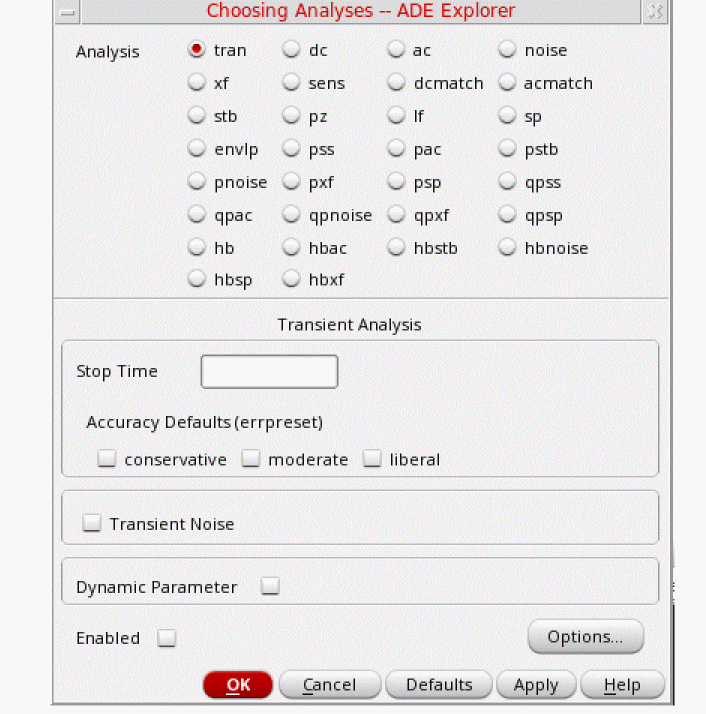 Choosing Analyses -- ADE Explorer
Analysis tran dc ac noise
xf sens dcmatch acmatch
stb pz lf sp
envlp pss pac pstb
pnoise pxf psp qpss
qpac qpnoise qpxf qpsp
hb hbac hbstb hbnoise
hbsp hbxf
Transient Analysis
Stop Time
Accuracy Defaults (errpreset)
conservative moderate liberal
Transient Noise
Dynamic Parameter
Enabled Options...
OK Cancel Defaults Apply Help